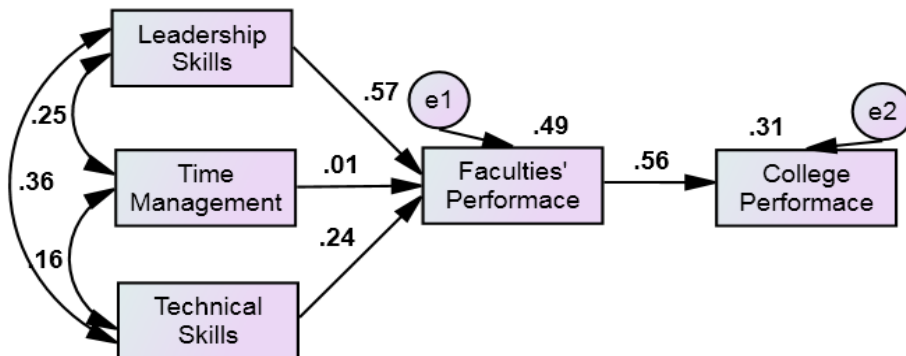 Leadership
Skills
.57
e1
.49
.31
e2
.25
.36
Time
Management
.01
Faculties'
Performace
.56
College
Performace
.24
.16
Technical
Skills